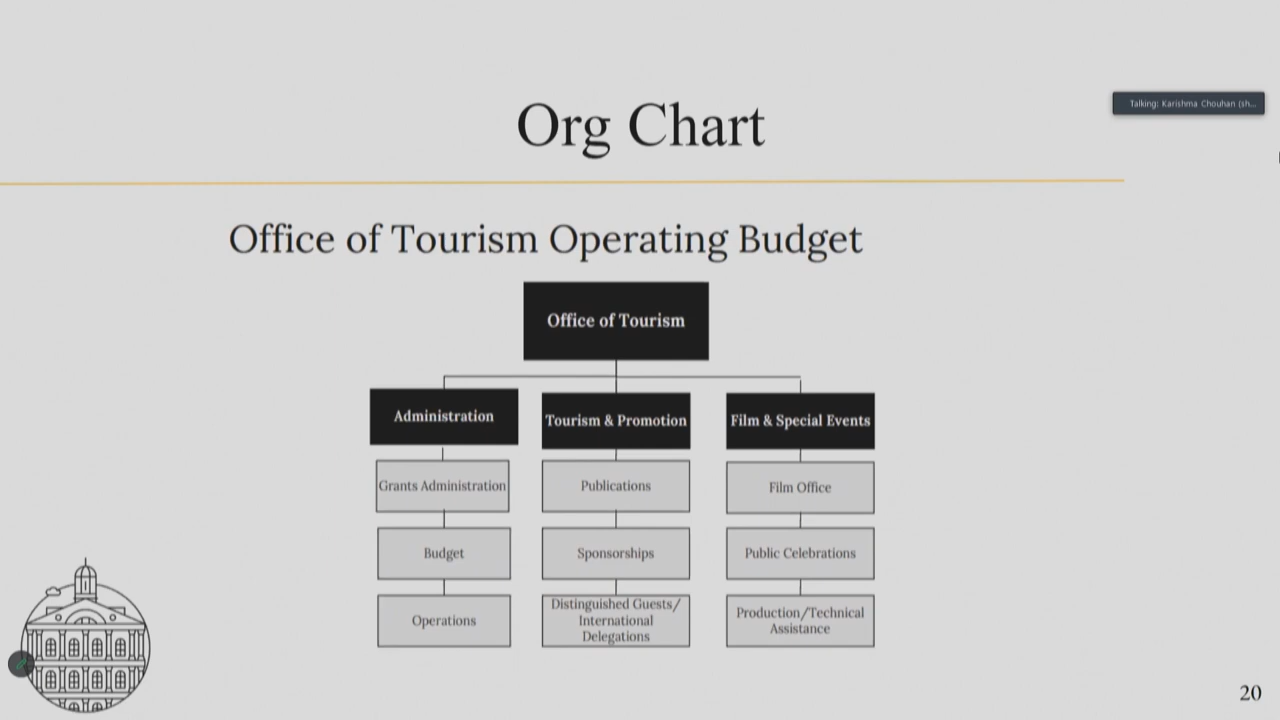 Org Chart
Talking: Karishma Chouhan (sh...
Office of Tourism Operating Budget
Office of Tourism
Administration
Tourism & Promotion
Film & Special Events
Grants Administration
Publications
Film Office
Budget
Sponsorships
Public Celebrations
Operations
Distinguished Guests/
International
Delegations
Production/Technical
Assistance
20